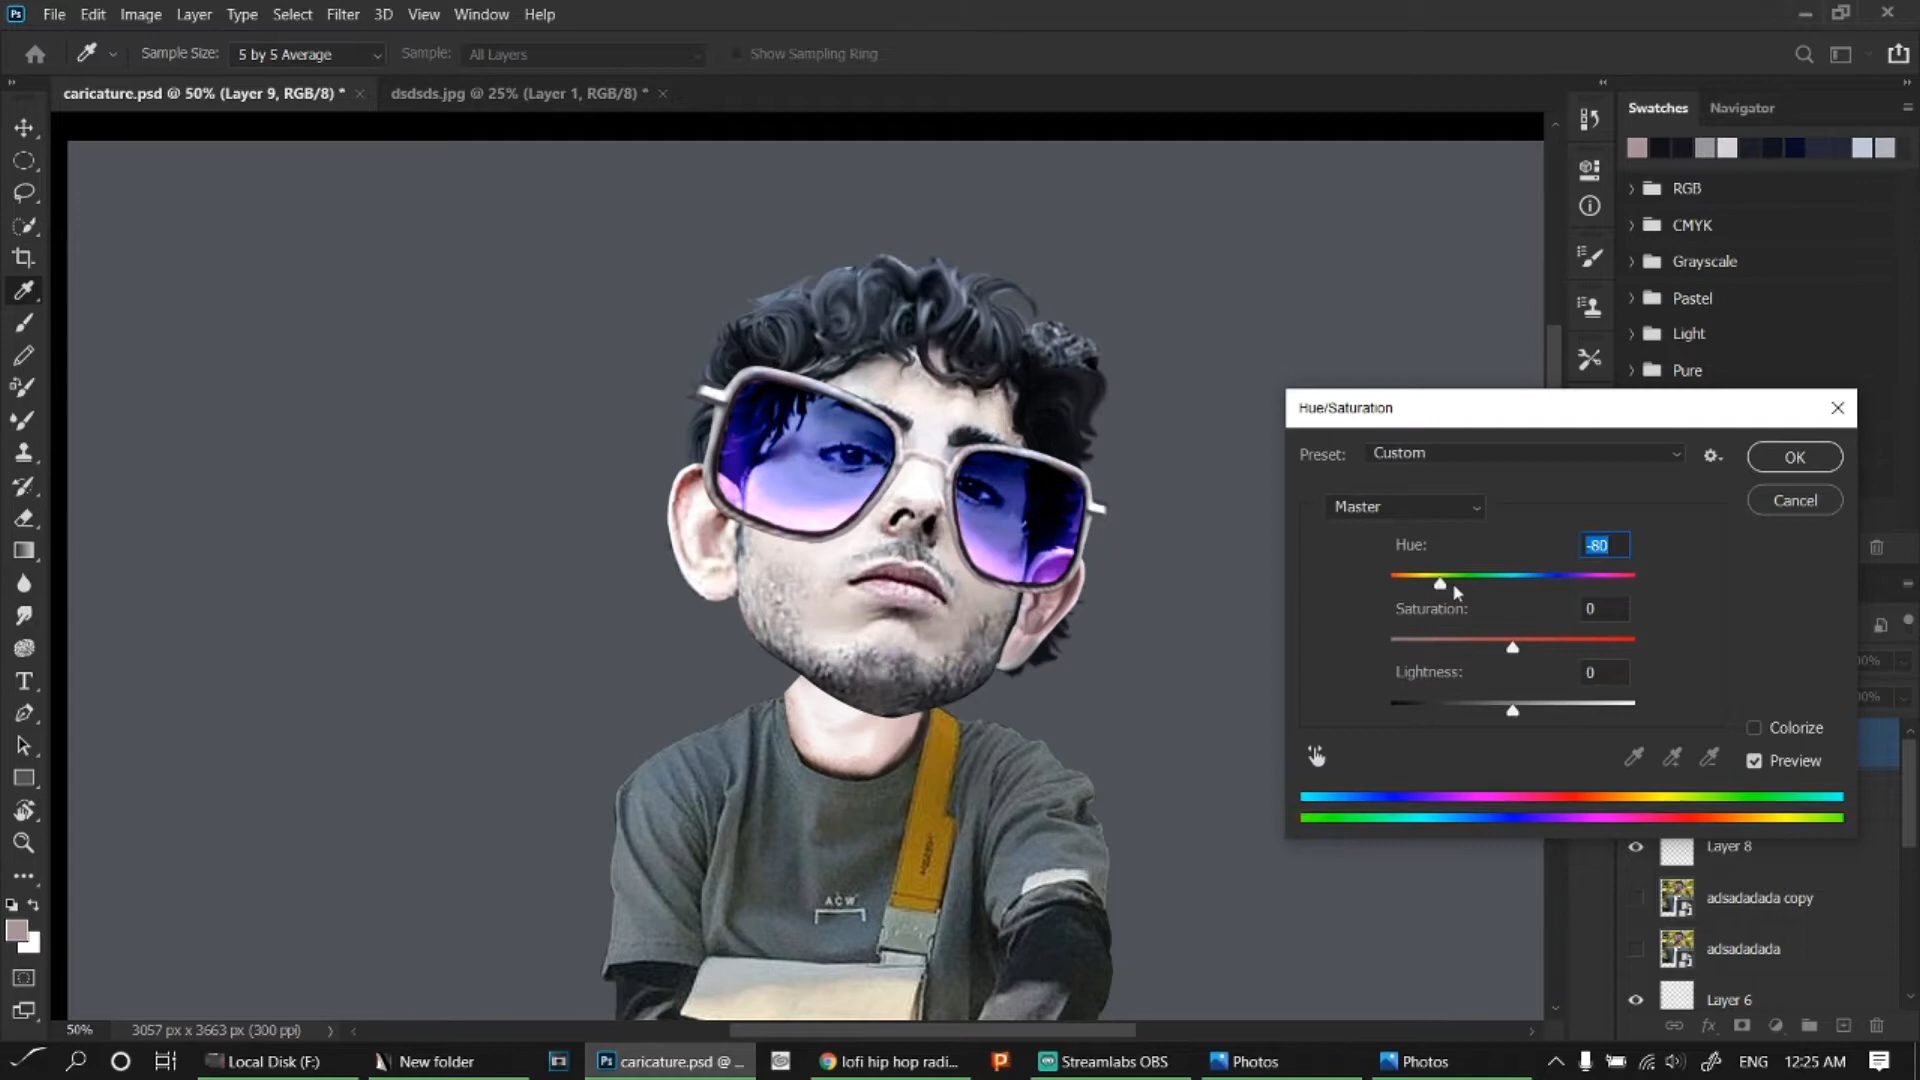 Ps File Edit Image Layer Type Select Filter 3D View Window Help
Sample Size: 5 by 5 Average Sample: All Layers Show Sampling Ring
caricature.psd @ 50% (Layer 9, RGB/8) * dsdsds.jpg @ 25% (Layer 1, RGB/8) *
Swatches Navigator
RGB
CMYK
Grayscale
Pastel
Light
Pure
Hue/Saturation
Preset: Custom
OK
Master
Cancel
Hue: -80
Saturation: 0
Lightness: 0
Colorize
Preview
ACW
Layer 8
adsadadada copy
adsadadada
Layer 6
50% 3057 px x 3663 px (300 ppi)
Local Disk (F:) New folder Ps caricature.psd @ ... lofi hip hop radi... Streamlabs OBS Photos Photos ENG 12:25 AM